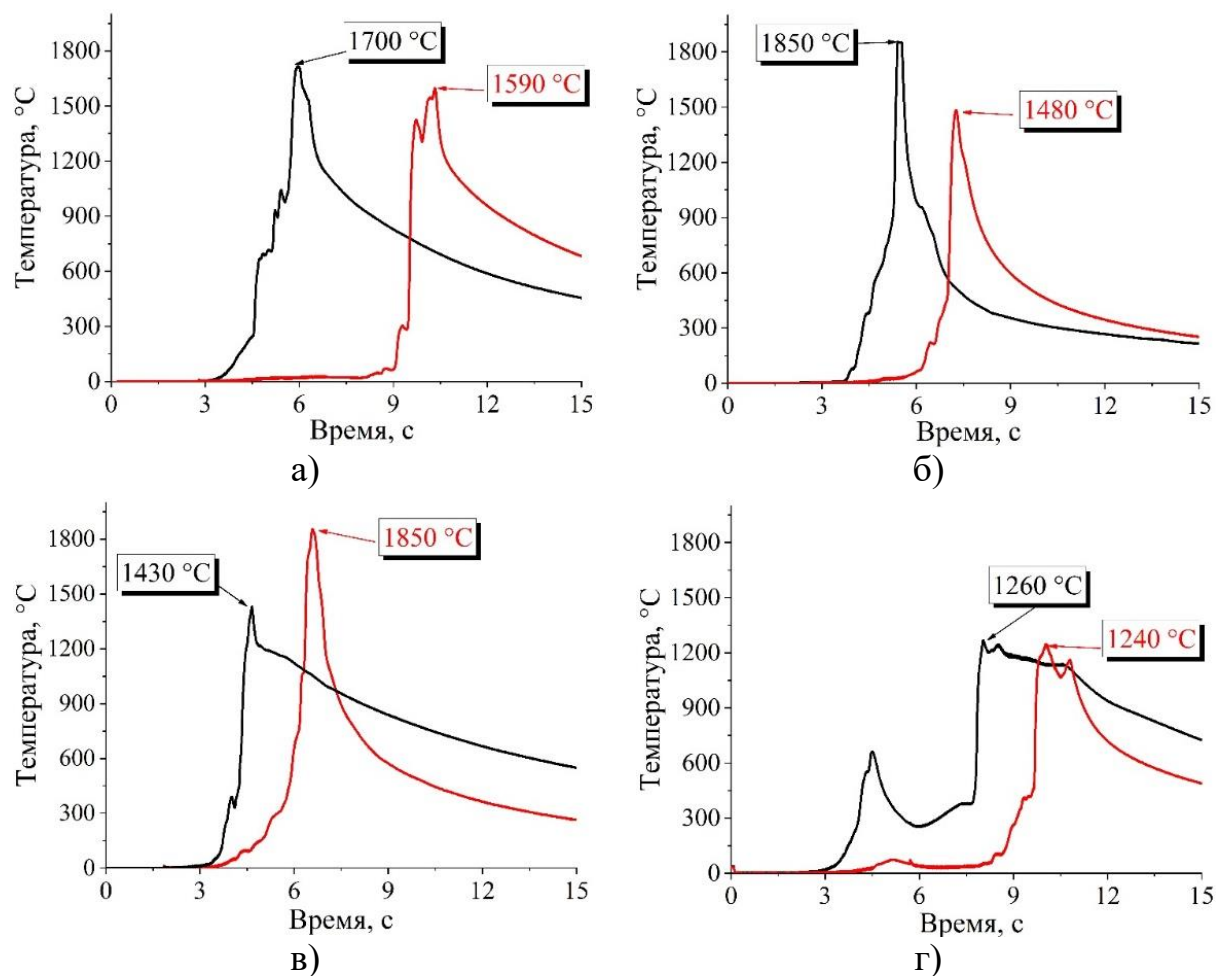 1800
1500
1200
900
600
300
0
Температура, °C
1700 °C
1590 °C
0 3 6 9 12 15
Время, с
а)
1800
1500
1200
900
600
300
0
Температура, °C
1850 °C
1480 °C
0 3 6 9 12 15
Время, с
б)
1800
1500
1200
900
600
300
0
Температура, °C
1430 °C
1850 °C
0 3 6 9 12 15
Время, с
в)
1800
1500
1200
900
600
300
0
Температура, °C
1260 °C
1240 °C
0 3 6 9 12 15
Время, с
г)